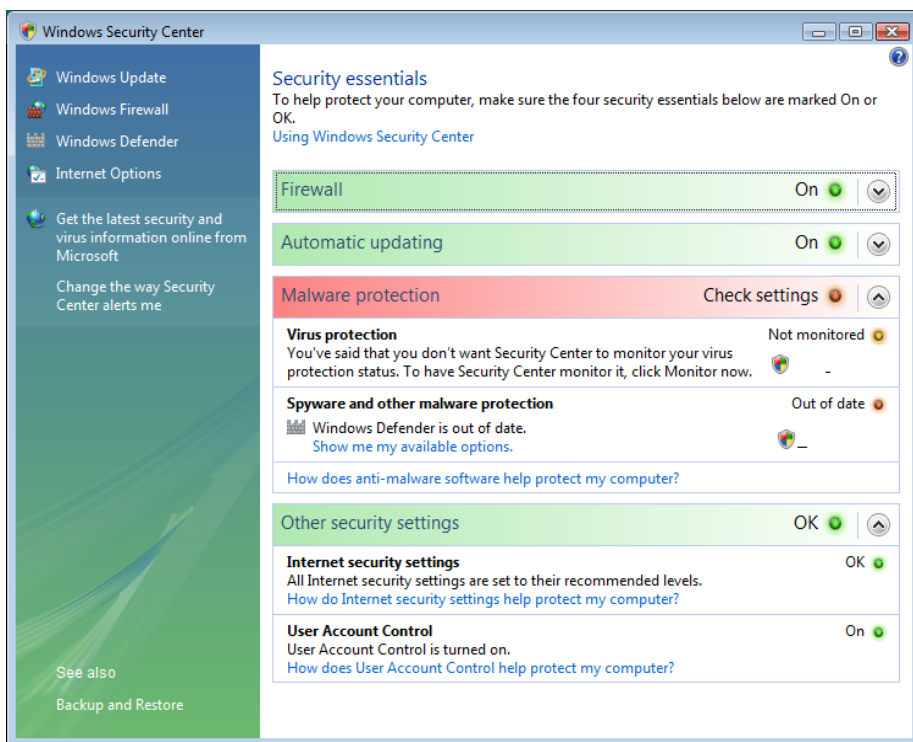 Windows Security Center
Windows Update
Windows Firewall
Windows Defender
Internet Options
Get the latest security and
virus information online from
Microsoft
Change the way Security
Center alerts me
See also
Backup and Restore
Security essentials
To help protect your computer, make sure the four security essentials below are marked On or
OK.
Using Windows Security Center
Firewall On
Automatic updating On
Malware protection Check settings
Virus protection Not monitored
You've said that you don't want Security Center to monitor your virus
protection status. To have Security Center monitor it, click Monitor now. -
Spyware and other malware protection Out of date
Windows Defender is out of date.
Show me my available options. _
How does anti-malware software help protect my computer?
Other security settings OK
Internet security settings OK
All Internet security settings are set to their recommended levels.
How do Internet security settings help protect my computer?
User Account Control On
User Account Control is turned on.
How does User Account Control help protect my computer?